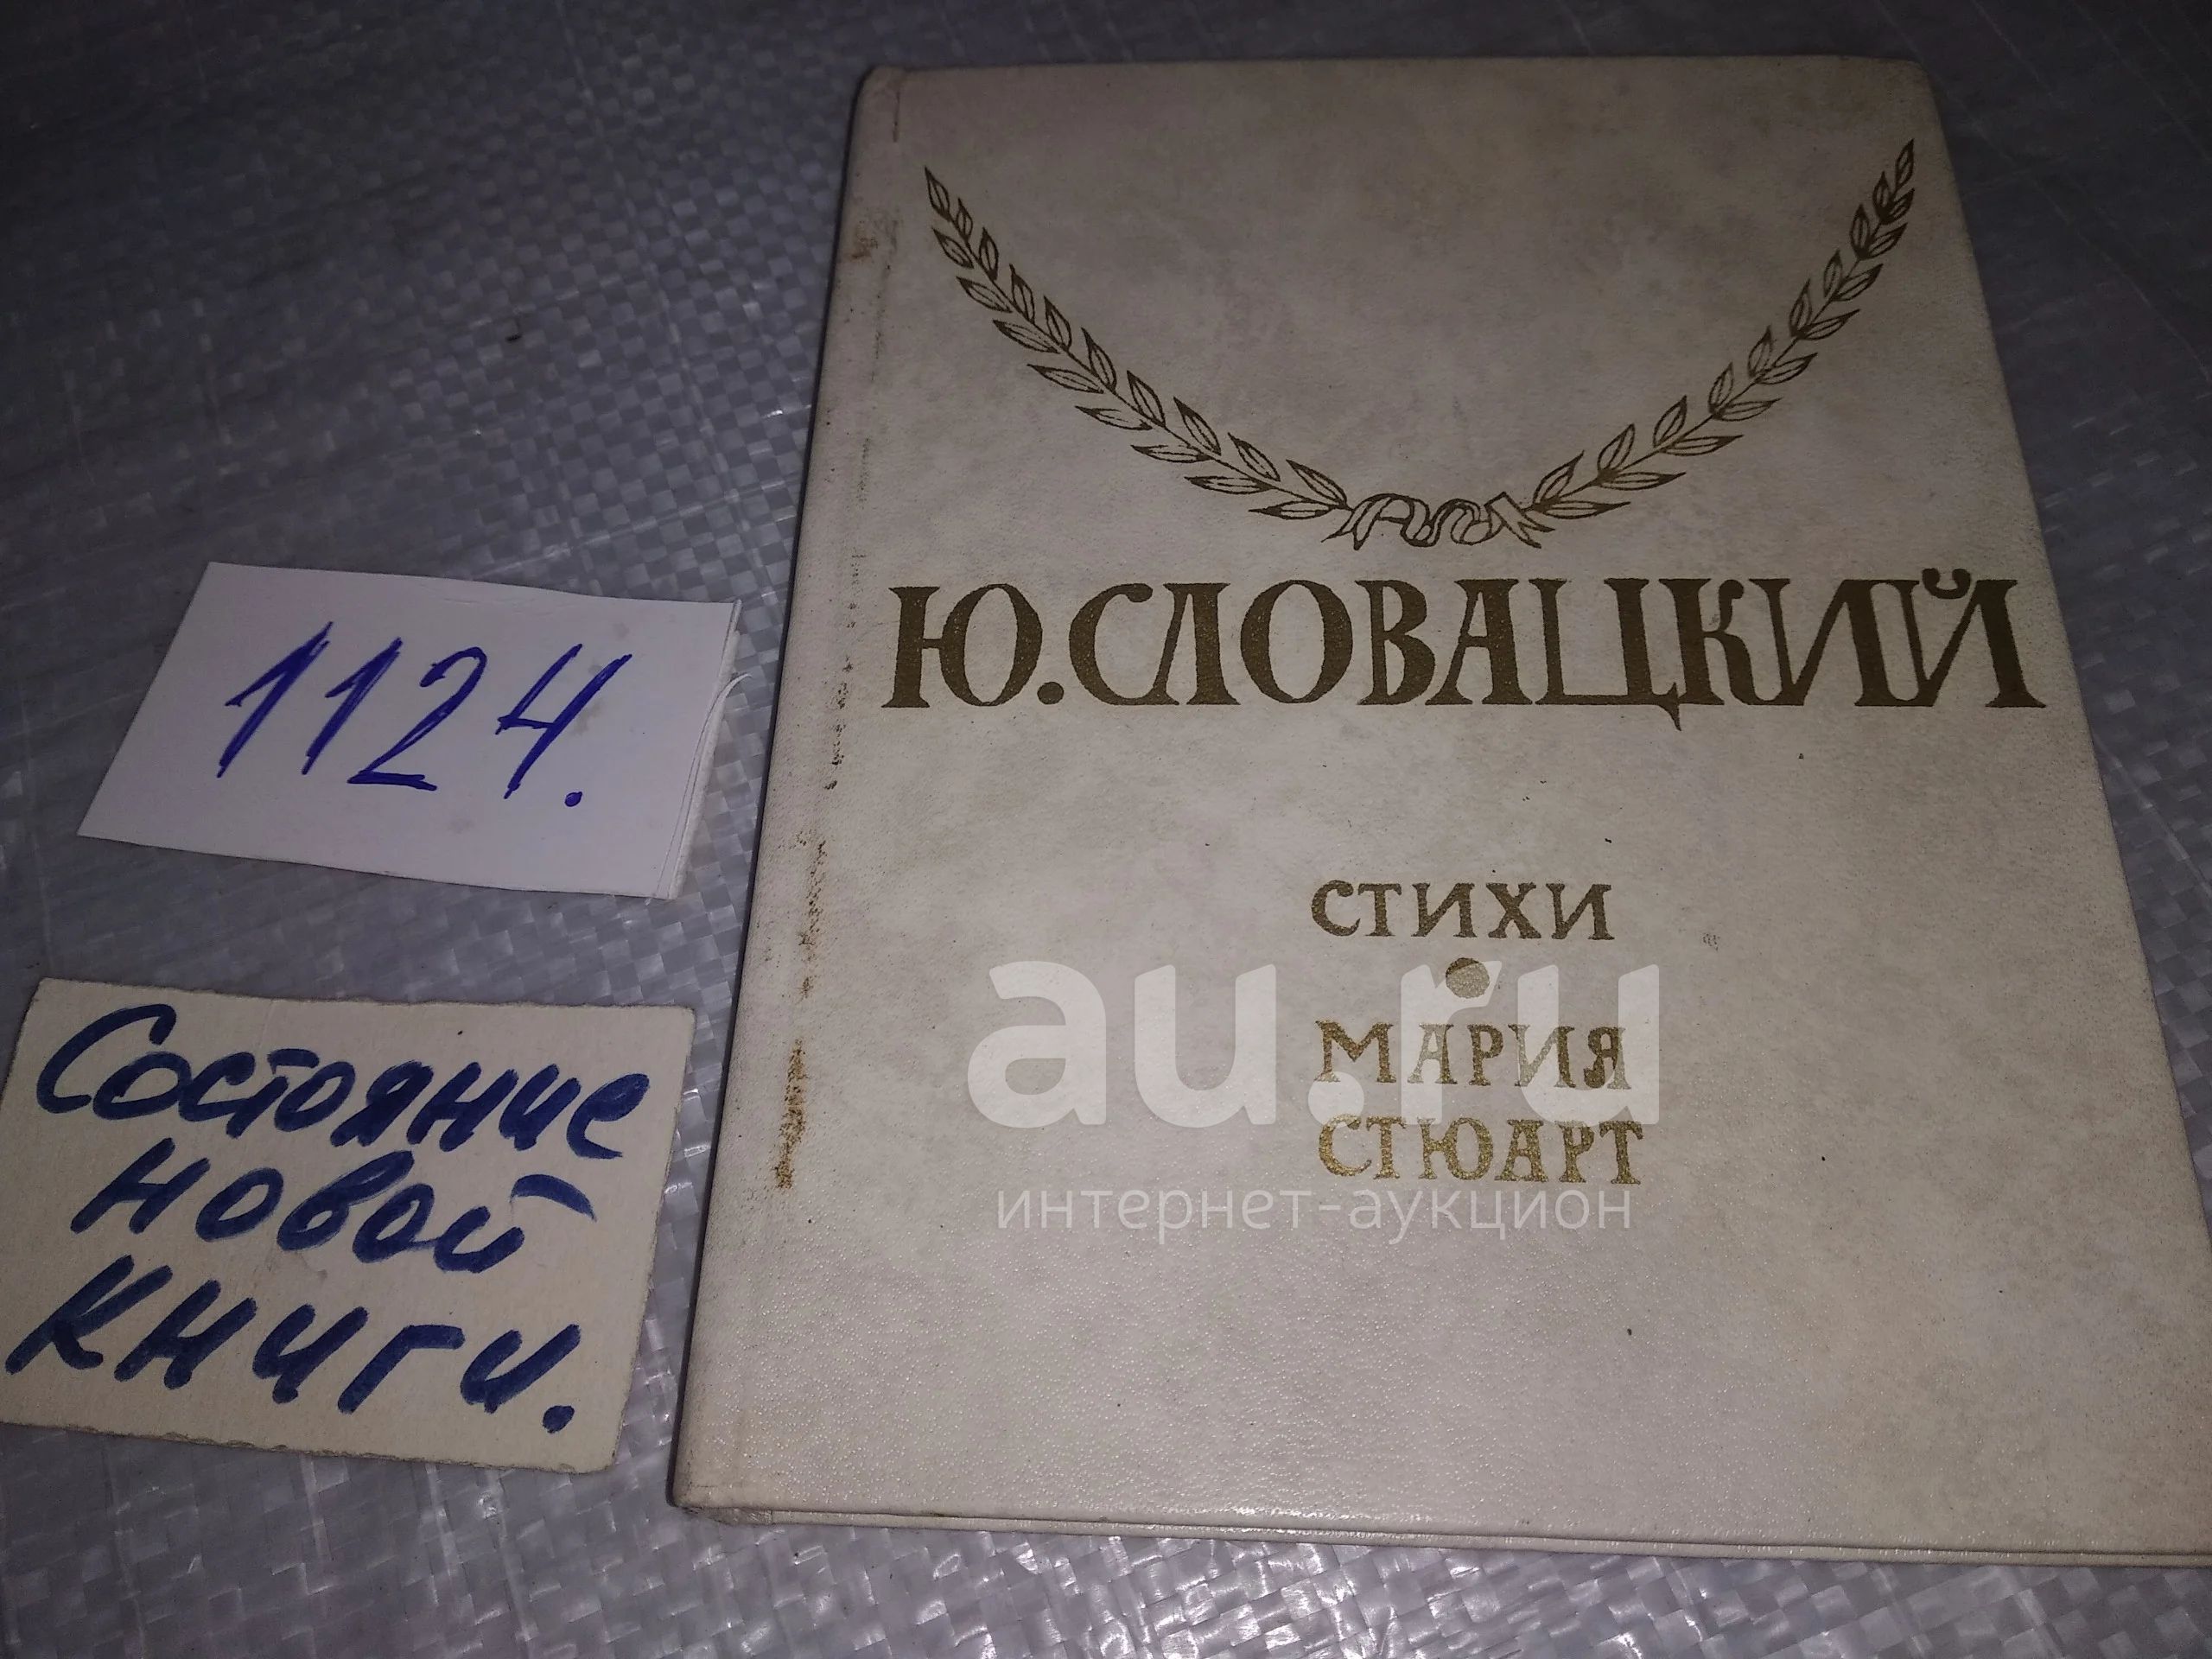 Ю.СЛОВАЦКИЙ
СТИХИ
МАРИЯ
СТЮАРТ
1124.
Состояние
новой
книги.
au.ru
интернет-аукцион